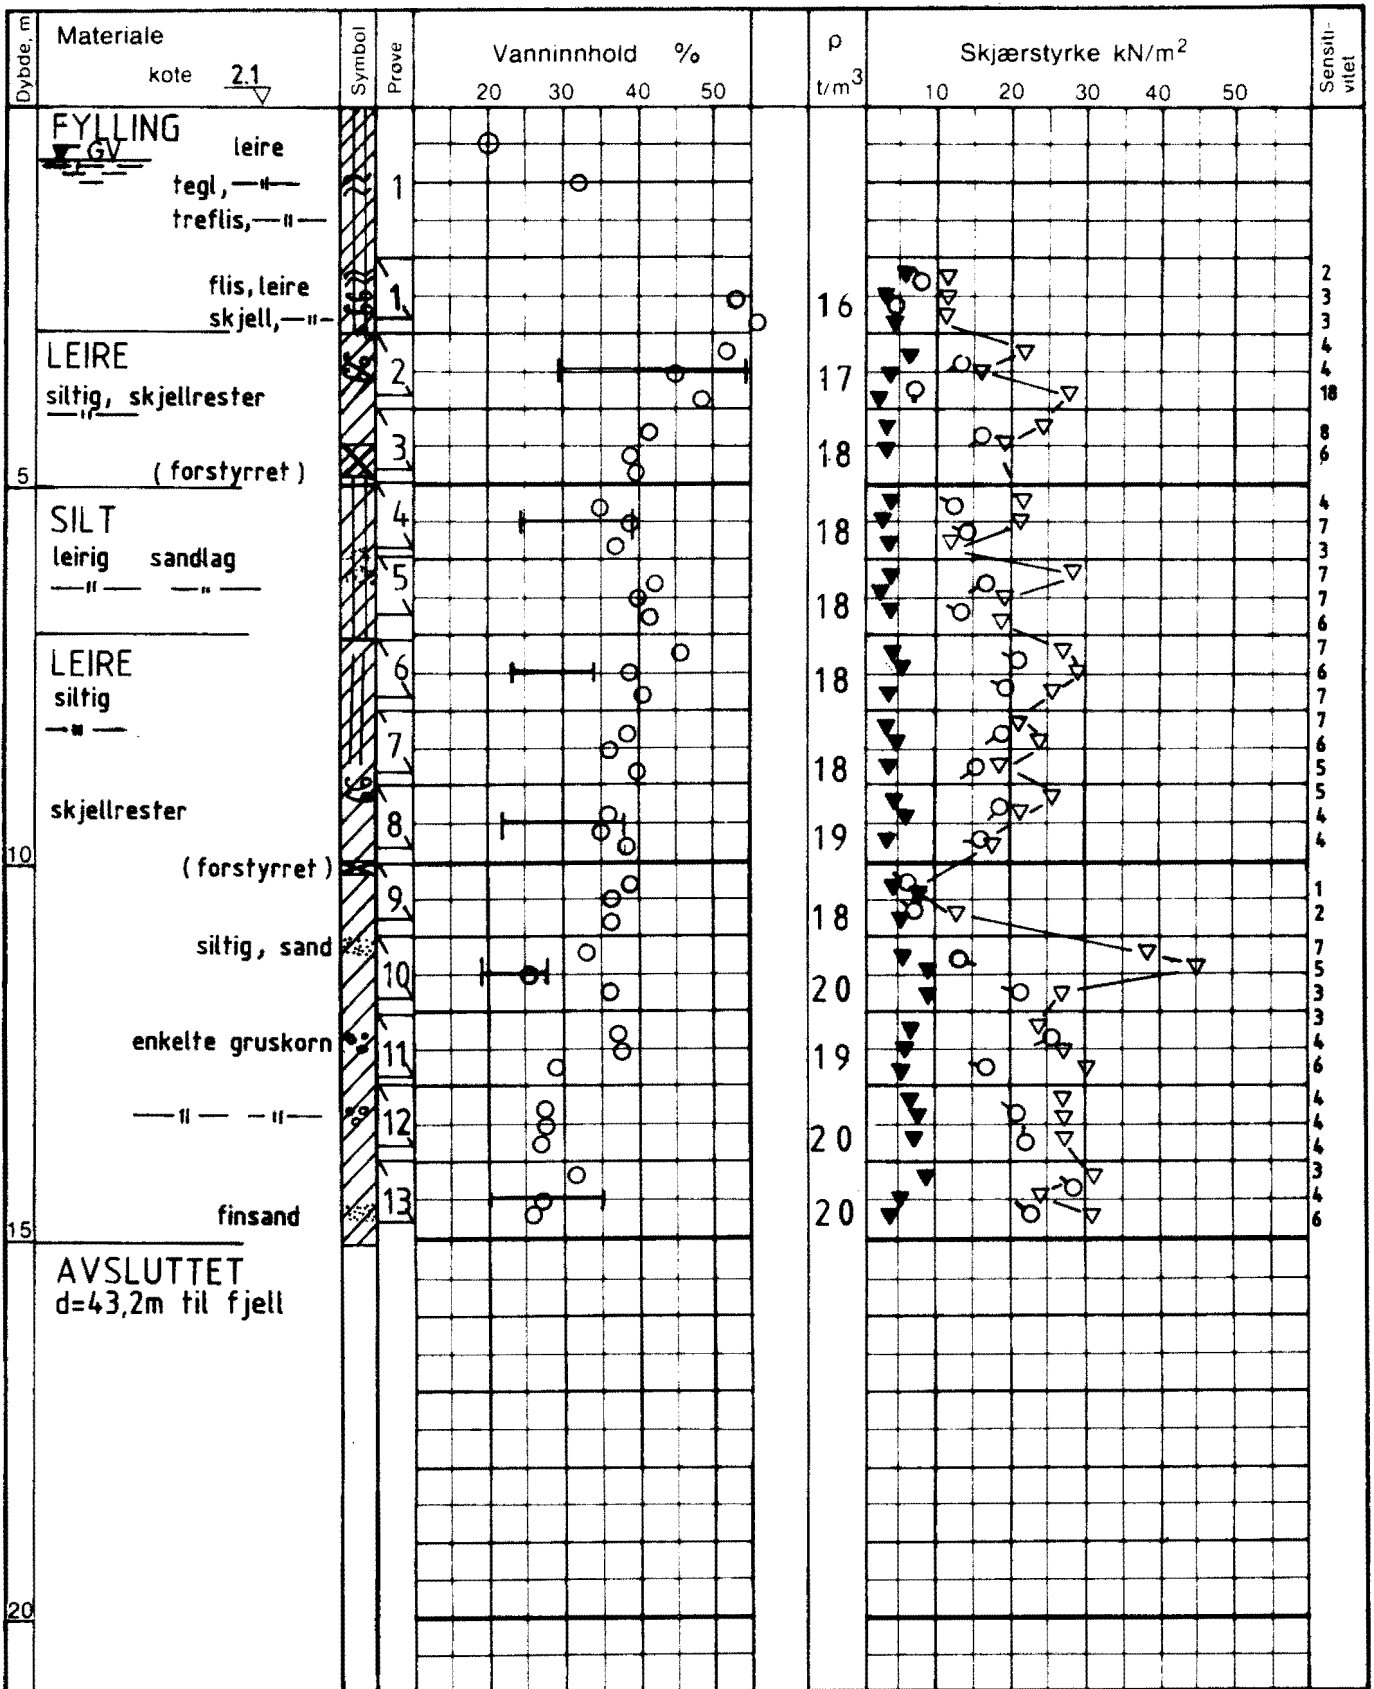 Dybde, m
Materiale
kote 2.1
Symbol
Prøve
Vanninnhold %
20 30 40 50
ρ
t/m³
Skjærstyrke kN/m²
10 20 30 40 50
Sensiti-
vitet
FYLLING
GV
leire
tegl, —"—
treflis, —"—
1
flis, leire
skjell, —"—
1
16
2
3
3
LEIRE
siltig, skjellrester
—"—
2
17
4
4
18
3
18
8
6
(forstyrret)
5
SILT
leirig sandlag
—"— —"—
4
18
4
7
3
5
18
7
7
6
LEIRE
siltig
—"—
6
18
7
6
7
7
18
7
6
5
skjellrester
8
19
5
4
4
(forstyrret)
10
9
18
1
2
siltig, sand
10
20
7
5
3
enkelte gruskorn
11
19
3
4
6
—"— —"—
12
20
4
4
4
finsand
13
20
3
4
6
15
AVSLUTTET
d=43,2m til fjell
20